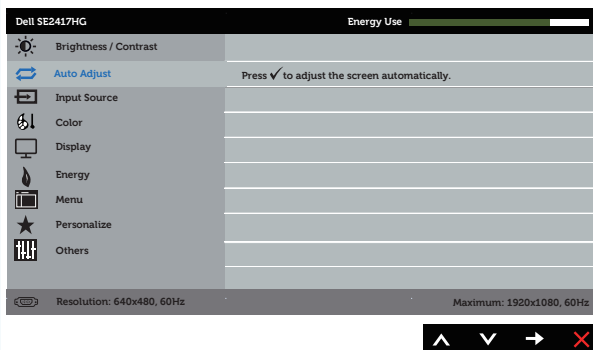 Dell SE2417HG Energy Use
Brightness / Contrast
Auto Adjust Press ✓ to adjust the screen automatically.
Input Source
Color
Display
Energy
Menu
Personalize
Others
Resolution: 640x480, 60Hz Maximum: 1920x1080, 60Hz